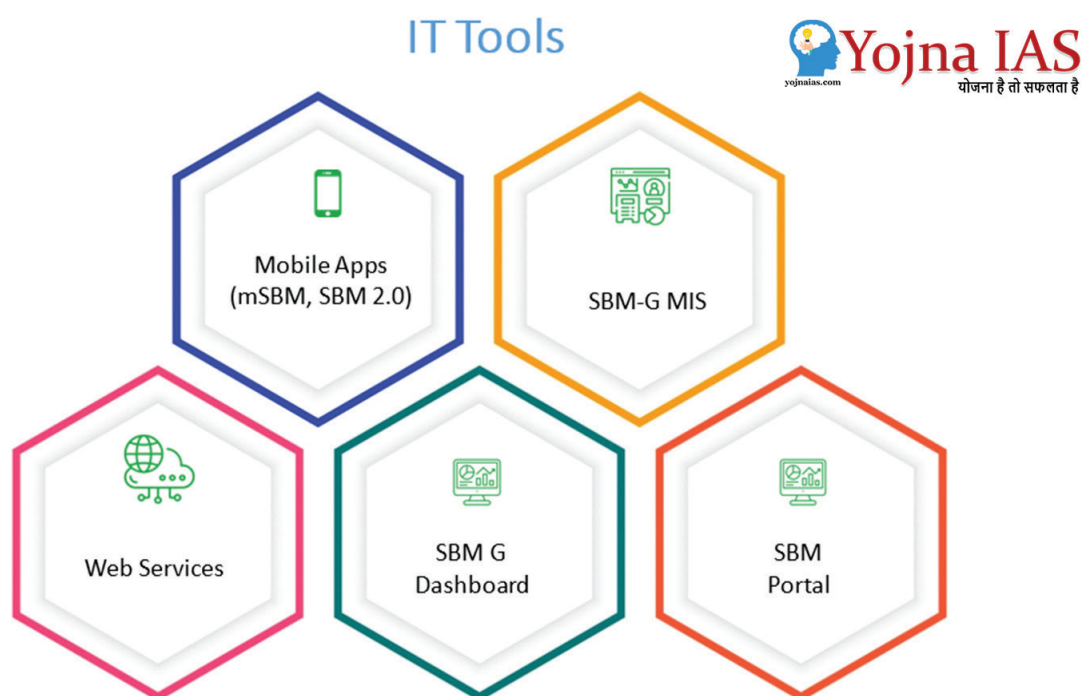 IT Tools
Yojna IAS
yojnaias.com
योजना है तो सफलता है
Mobile Apps
(mSBM, SBM 2.0)
SBM-G MIS
Web Services
SBM G
Dashboard
SBM
Portal